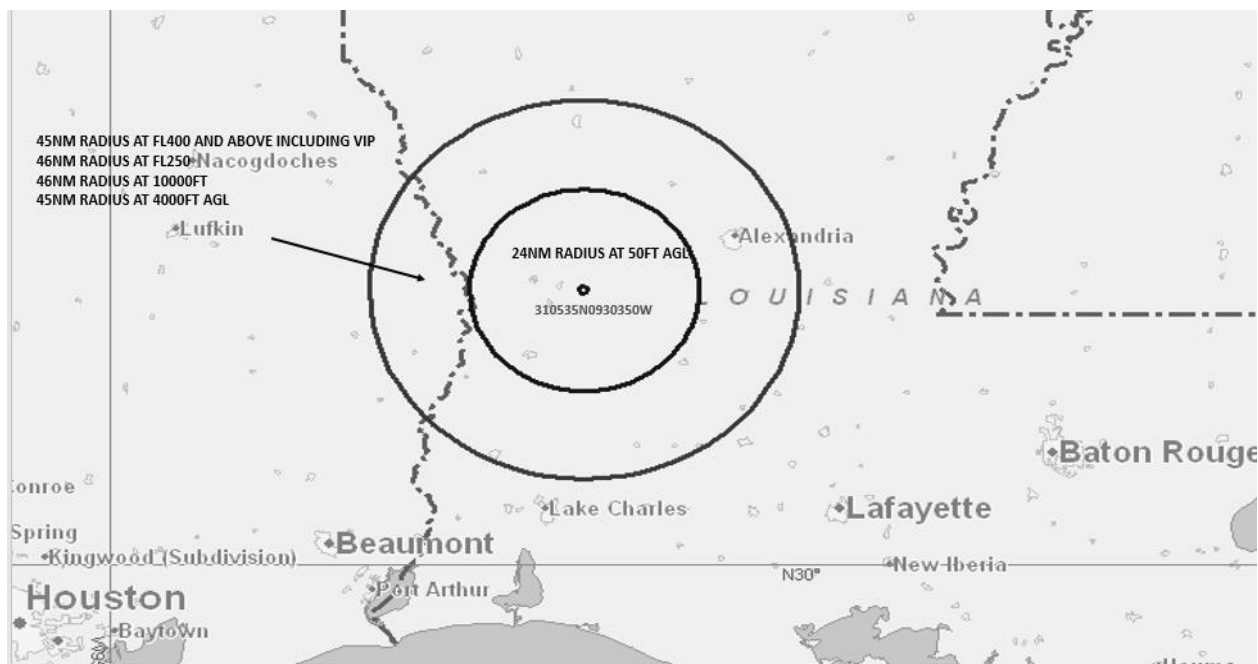 45NM RADIUS AT FL400 AND ABOVE INCLUDING VIP
46NM RADIUS AT FL250
Nacogdoches
46NM RADIUS AT 10000FT
45NM RADIUS AT 4000FT AGL
Lufkin
Alexandria
24NM RADIUS AT 50FT AGL
LOUISIANA
310535N0930350W
Baton Rouge
Conroe
Lake Charles
Lafayette
Spring
Beaumont
Kingwood (Subdivision)
New Iberia
N30°
Port Arthur
Houston
Baytown